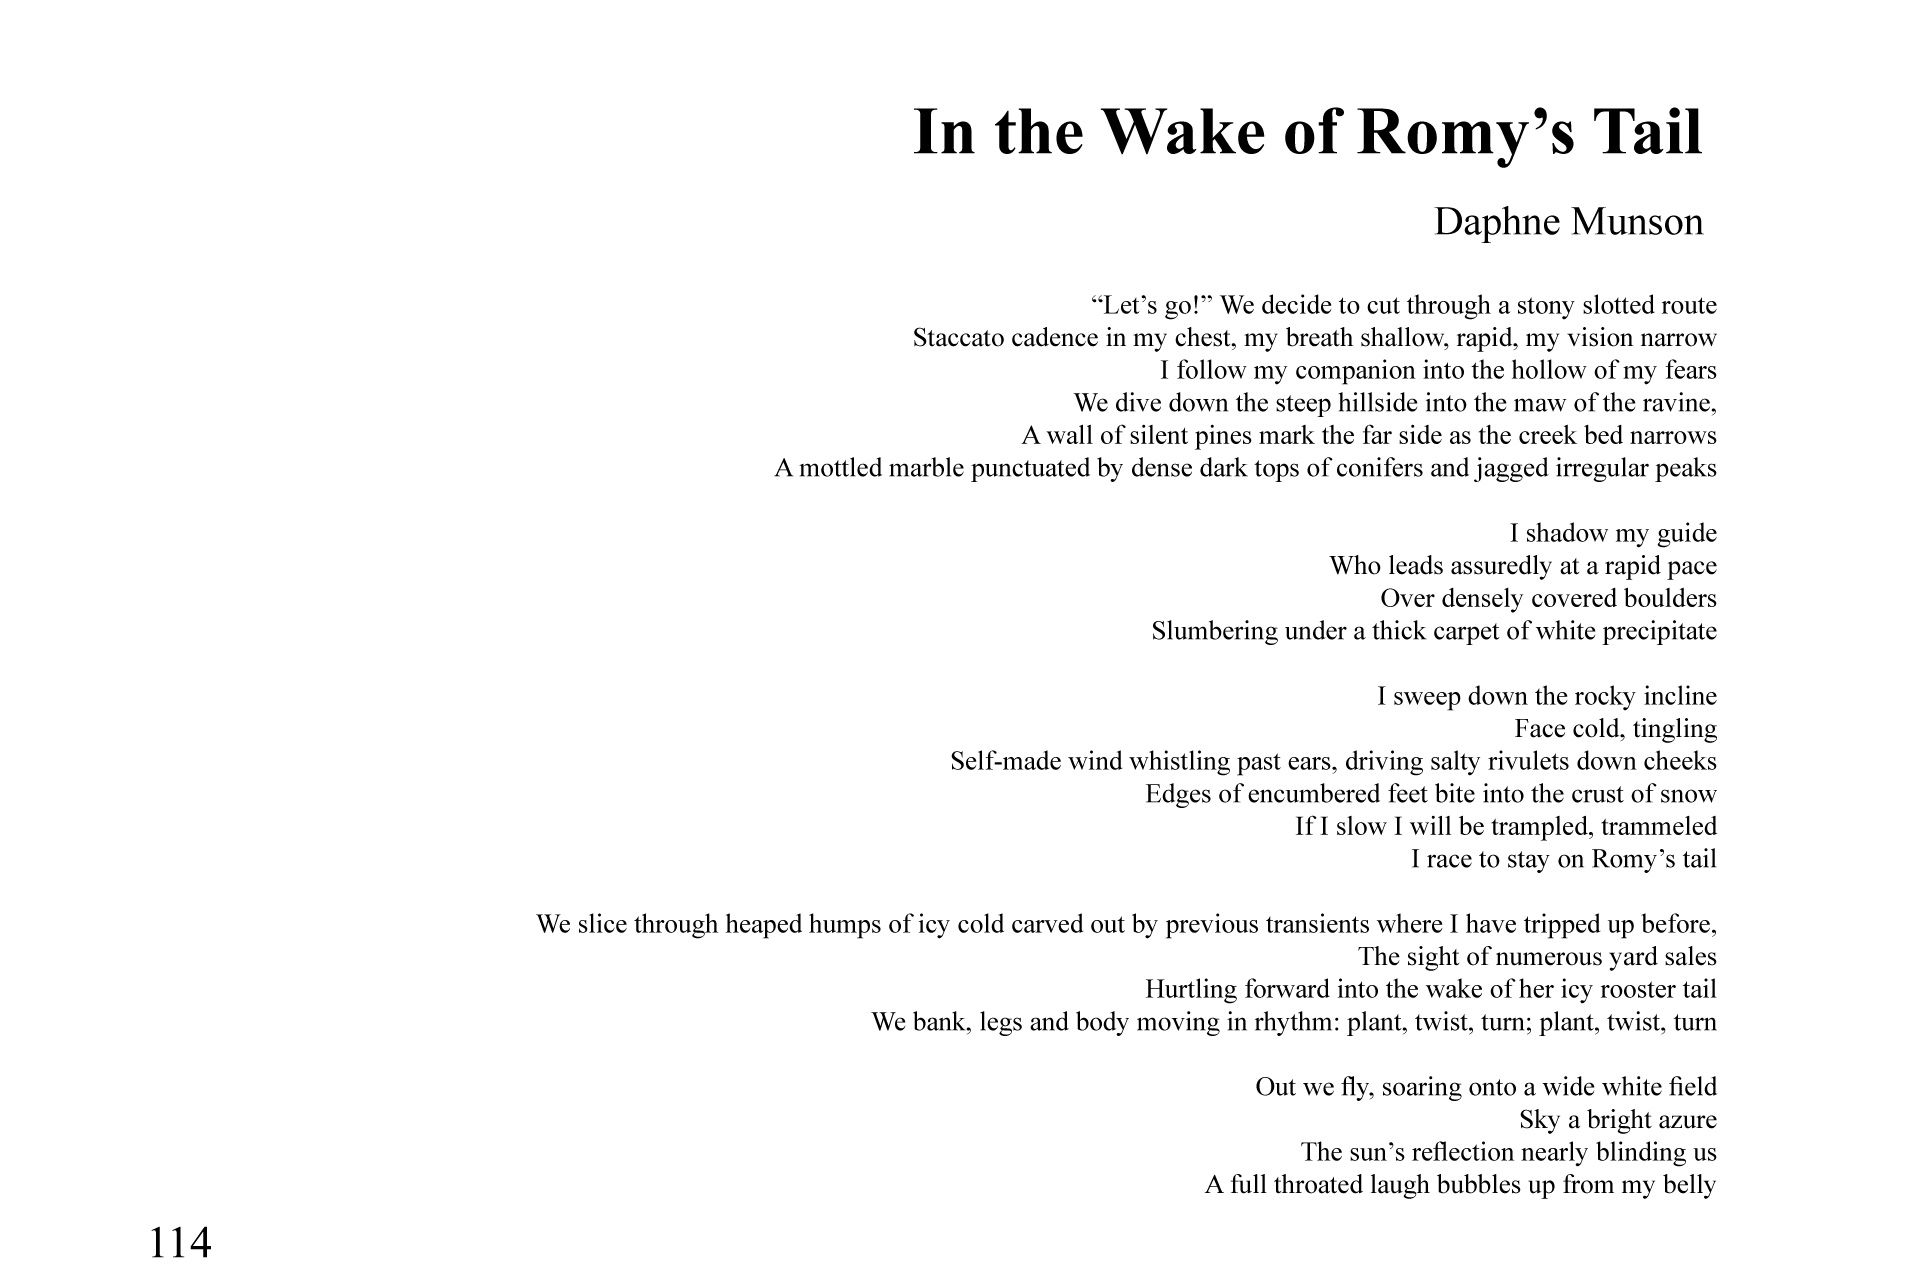 In the Wake of Romy’s Tail
Daphne Munson
“Let’s go!” We decide to cut through a stony slotted route
Staccato cadence in my chest, my breath shallow, rapid, my vision narrow
I follow my companion into the hollow of my fears
We dive down the steep hillside into the maw of the ravine,
A wall of silent pines mark the far side as the creek bed narrows
A mottled marble punctuated by dense dark tops of conifers and jagged irregular peaks
I shadow my guide
Who leads assuredly at a rapid pace
Over densely covered boulders
Slumbering under a thick carpet of white precipitate
I sweep down the rocky incline
Face cold, tingling
Self-made wind whistling past ears, driving salty rivulets down cheeks
Edges of encumbered feet bite into the crust of snow
If I slow I will be trampled, trammeled
I race to stay on Romy’s tail
We slice through heaped humps of icy cold carved out by previous transients where I have tripped up before,
The sight of numerous yard sales
Hurtling forward into the wake of her icy rooster tail
We bank, legs and body moving in rhythm: plant, twist, turn; plant, twist, turn
Out we fly, soaring onto a wide white field
Sky a bright azure
The sun’s reflection nearly blinding us
A full throated laugh bubbles up from my belly
114